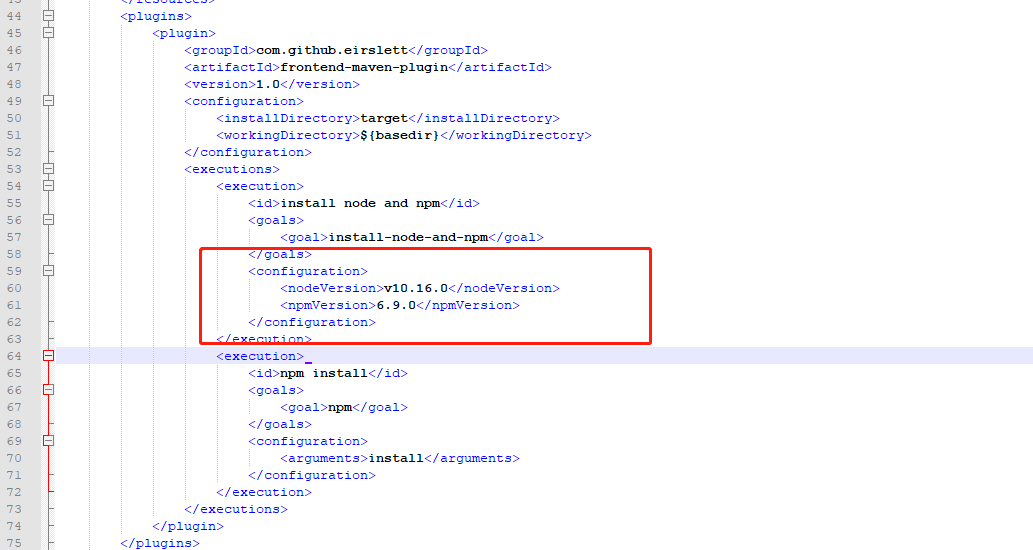 43 </resources>
44 <plugins>
45 <plugin>
46 <groupId>com.github.eirslett</groupId>
47 <artifactId>frontend-maven-plugin</artifactId>
48 <version>1.0</version>
49 <configuration>
50 <installDirectory>target</installDirectory>
51 <workingDirectory>${basedir}</workingDirectory>
52 </configuration>
53 <executions>
54 <execution>
55 <id>install node and npm</id>
56 <goals>
57 <goal>install-node-and-npm</goal>
58 </goals>
59 <configuration>
60 <nodeVersion>v10.16.0</nodeVersion>
61 <npmVersion>6.9.0</npmVersion>
62 </configuration>
63 </execution>
64 <execution>
65 <id>npm install</id>
66 <goals>
67 <goal>npm</goal>
68 </goals>
69 <configuration>
70 <arguments>install</arguments>
71 </configuration>
72 </execution>
73 </executions>
74 </plugin>
75 </plugins>